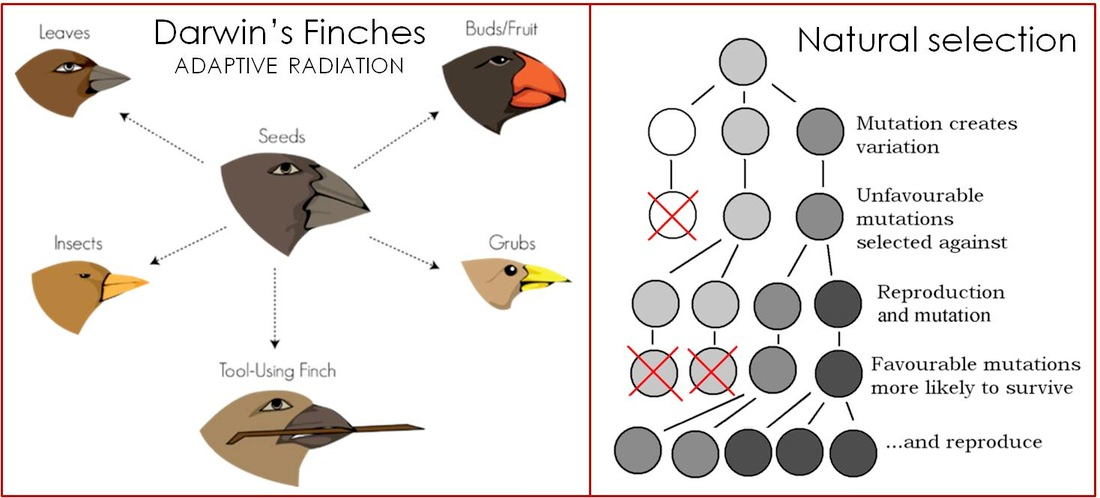 Darwin's Finches
ADAPTIVE RADIATION
Leaves
Buds/Fruit
Seeds
Insects
Grubs
Tool-Using Finch
Natural selection
Mutation creates
variation
Unfavourable
mutations
selected against
Reproduction
and mutation
Favourable mutations
more likely to survive
...and reproduce